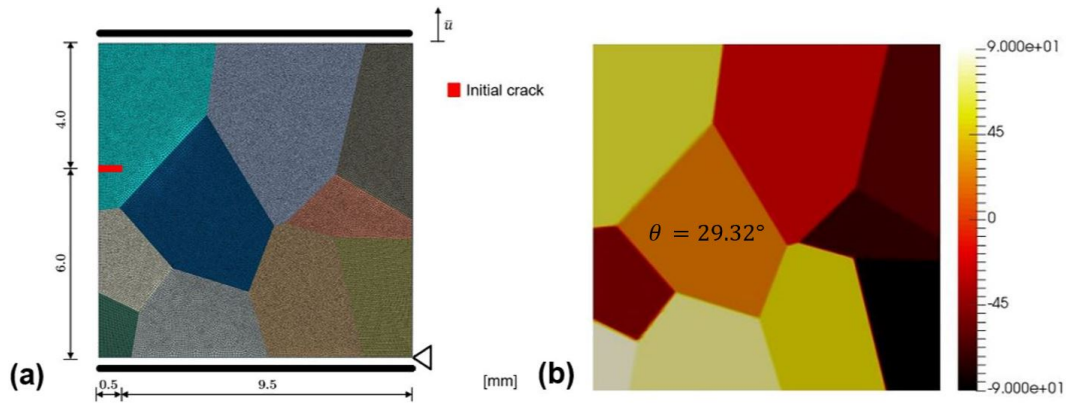 ū
Initial crack
4.0
6.0
0.5
9.5
[mm]
(a)
(b)
θ = 29.32°
9.000e+01
45
0
-45
-9.000e+01